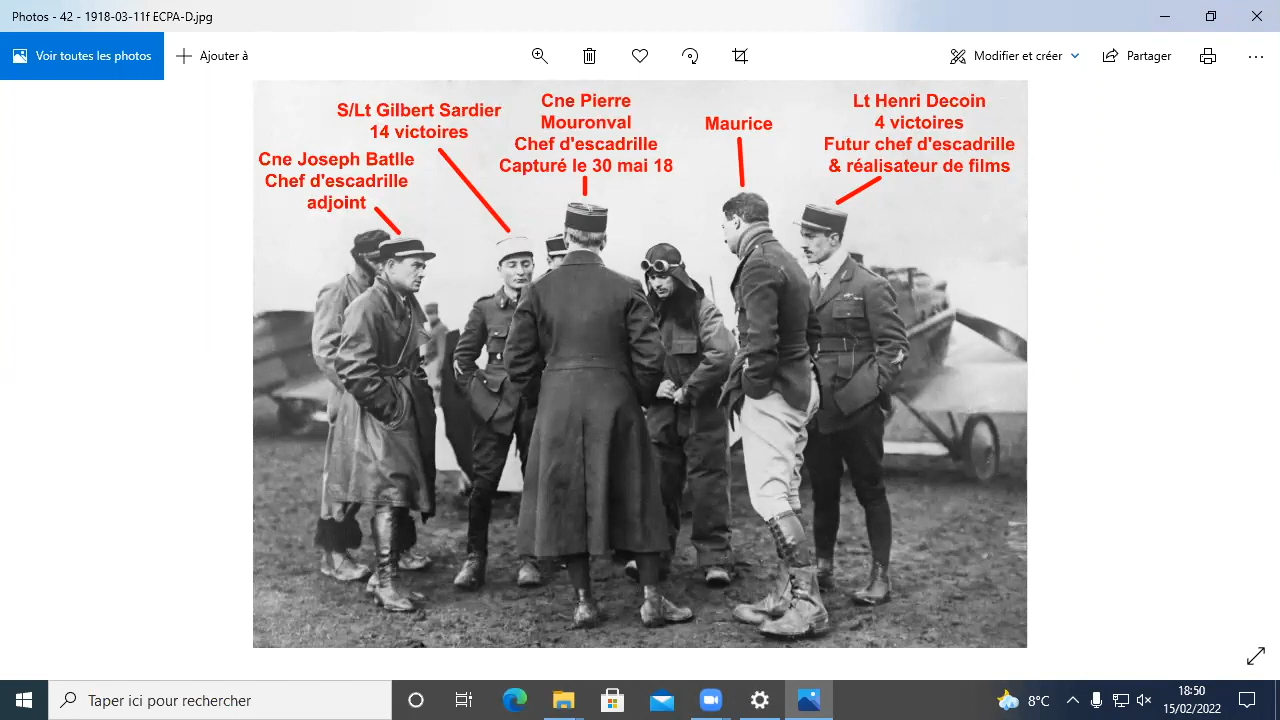 Photos - 42 - 1918-03-11f ECPA-D.jpg
Voir toutes les photos
Ajouter à
Modifier et créer
Partager
S/Lt Gilbert Sardier
14 victoires
Cne Joseph Batlle
Chef d'escadrille
adjoint
Cne Pierre
Mouronval
Chef d'escadrille
Capturé le 30 mai 18
Maurice
Lt Henri Decoin
4 victoires
Futur chef d'escadrille
& réalisateur de films
Taper ici pour rechercher
8°C
18:50
15/02/2022